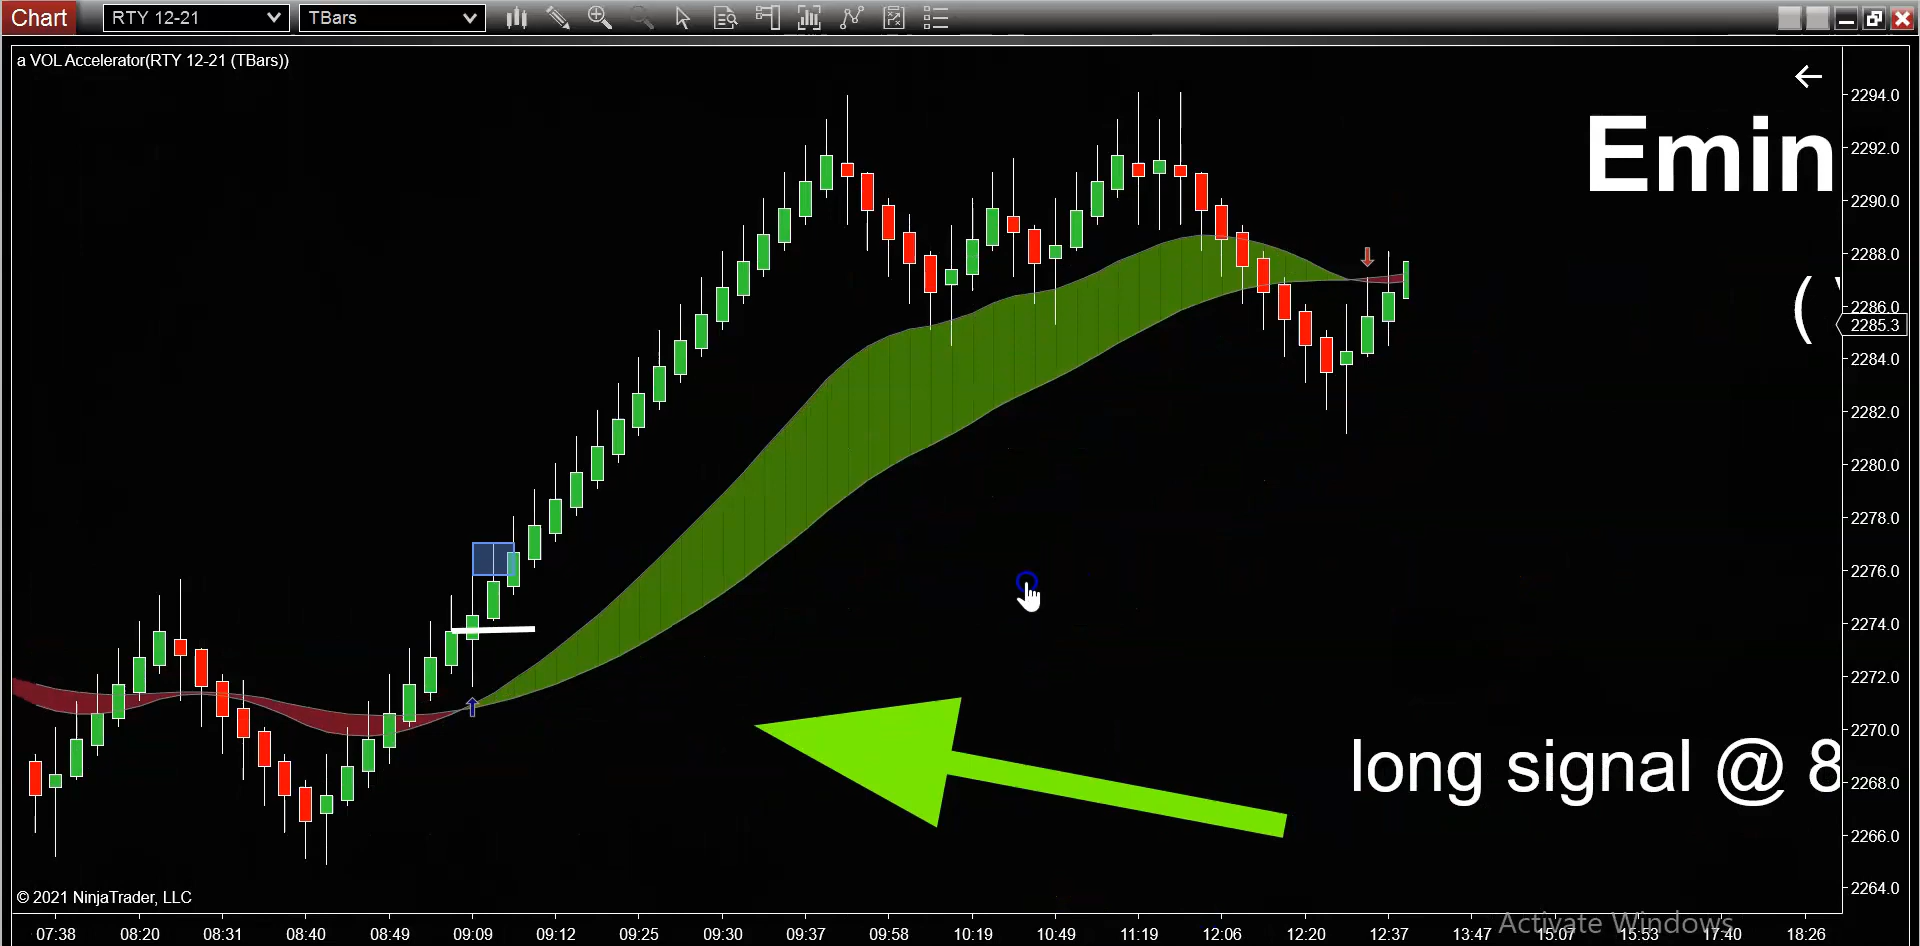 Chart RTY 12-21 TBars
a VOL Accelerator(RTY 12-21 (TBars))
2294.0
Emin
2292.0
2290.0
2288.0
(
2286.0
2285.3
2284.0
2282.0
2280.0
2278.0
2276.0
2274.0
2272.0
2270.0
long signal @ 8
2268.0
2266.0
2264.0
© 2021 NinjaTrader, LLC
Activate Windows
07:38 08:20 08:31 08:40 08:49 09:09 09:12 09:25 09:30 09:37 09:58 10:19 10:49 11:19 12:06 12:20 12:37 13:47 15:07 15:53 17:40 18:26